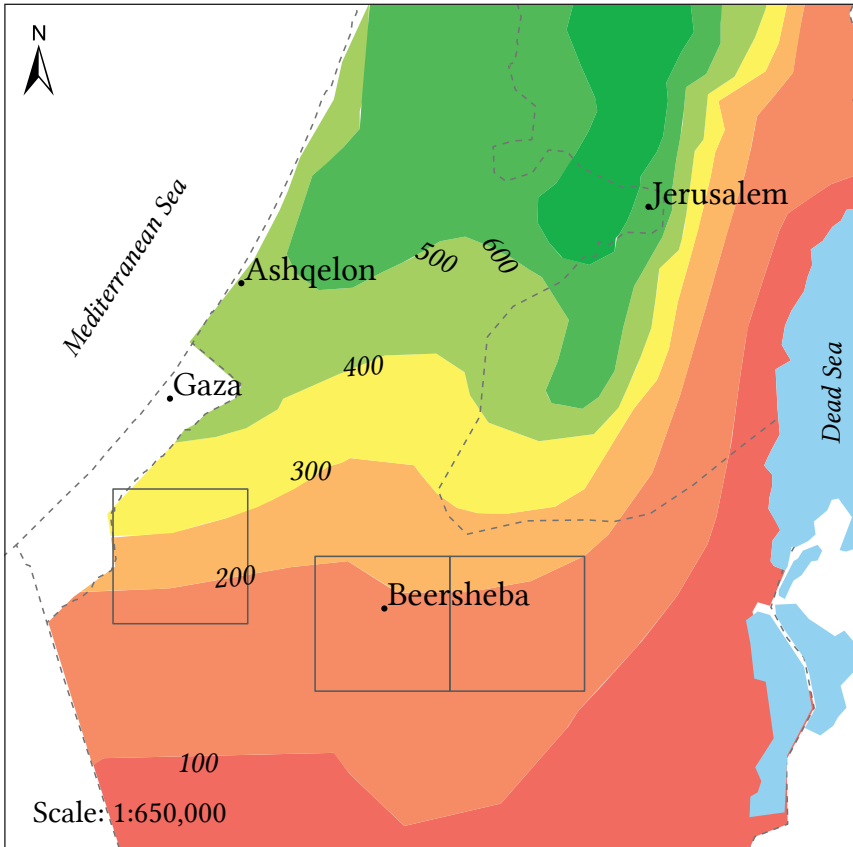 N
Mediterranean Sea
Jerusalem
500
600
Ashqelon
400
Gaza
Dead Sea
300
200
Beersheba
100
Scale: 1:650,000